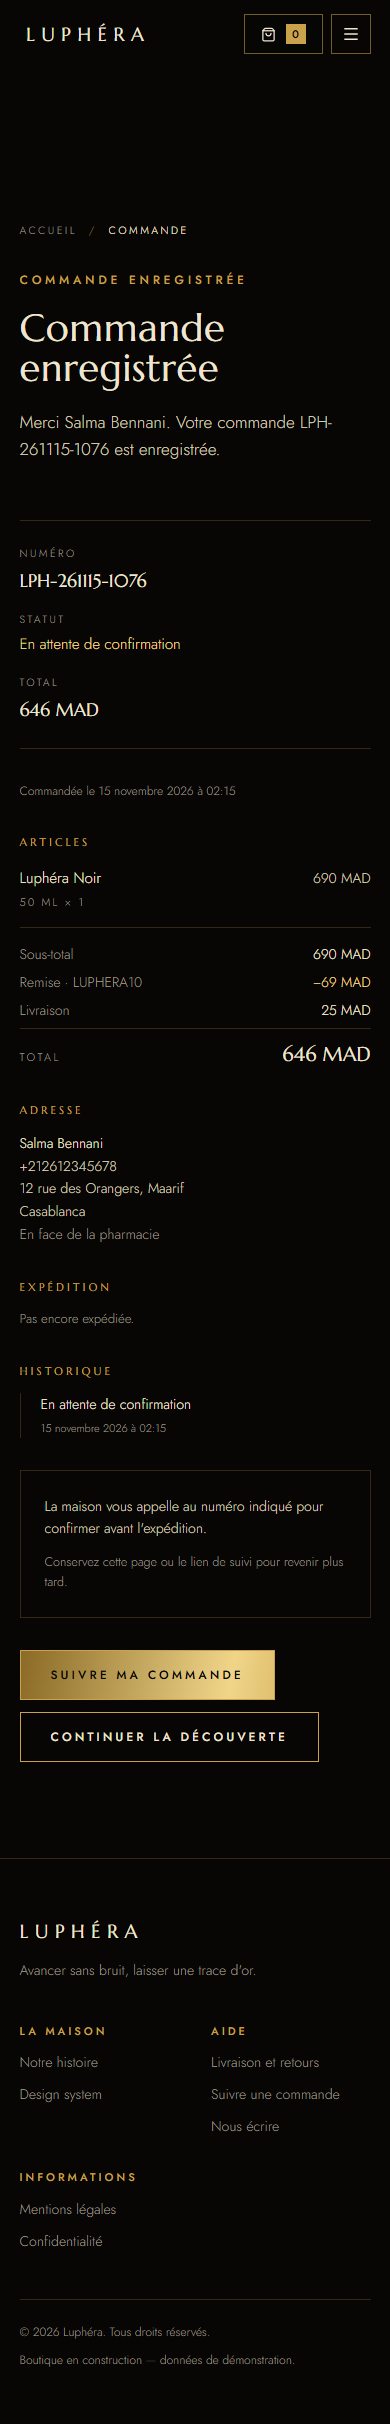 LUPHÉRA
0
ACCUEIL / COMMANDE
COMMANDE ENREGISTRÉE
Commande
enregistrée
Merci Salma Bennani. Votre commande LPH-
261115-1076 est enregistrée.
NUMÉRO
LPH-261115-1076
STATUT
En attente de confirmation
TOTAL
646 MAD
Commandée le 15 novembre 2026 à 02:15
ARTICLES
Luphéra Noir 690 MAD
50 ML × 1
Sous-total 690 MAD
Remise · LUPHERA10 −69 MAD
Livraison 25 MAD
TOTAL 646 MAD
ADRESSE
Salma Bennani
+212612345678
12 rue des Orangers, Maarif
Casablanca
En face de la pharmacie
EXPÉDITION
Pas encore expédiée.
HISTORIQUE
En attente de confirmation
15 novembre 2026 à 02:15
La maison vous appelle au numéro indiqué pour
confirmer avant l'expédition.
Conservez cette page ou le lien de suivi pour revenir plus
tard.
SUIVRE MA COMMANDE
CONTINUER LA DÉCOUVERTE
LUPHÉRA
Avancer sans bruit, laisser une trace d'or.
LA MAISON AIDE
Notre histoire Livraison et retours
Design system Suivre une commande
Nous écrire
INFORMATIONS
Mentions légales
Confidentialité
© 2026 Luphéra. Tous droits réservés.
Boutique en construction — données de démonstration.